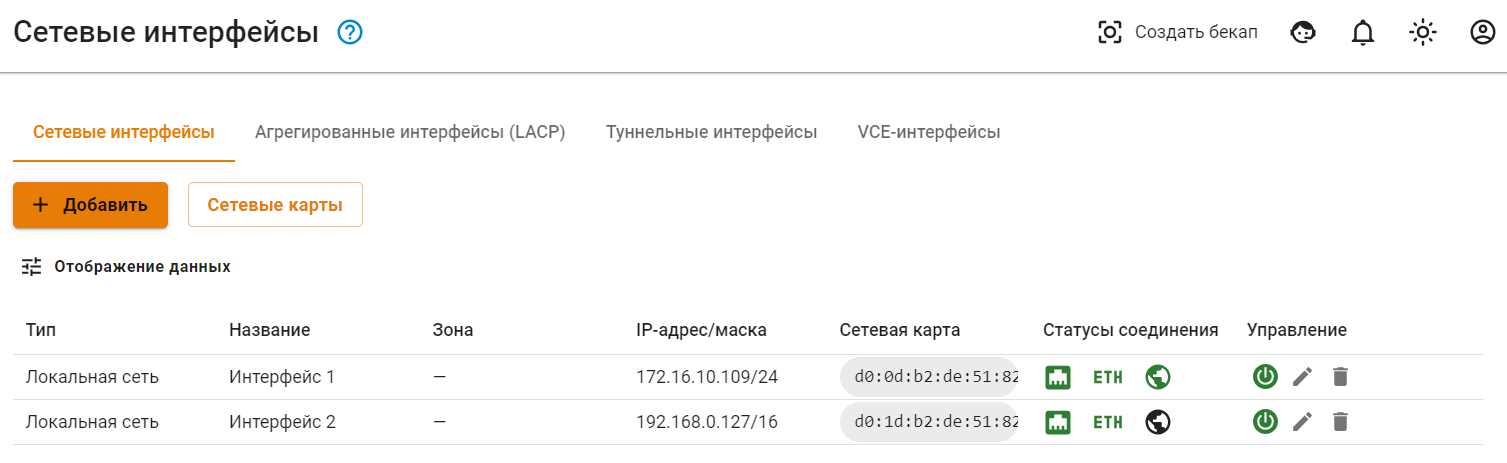 Сетевые интерфейсы ?
Создать бекап
Сетевые интерфейсы Агрегированные интерфейсы (LACP) Туннельные интерфейсы VCE-интерфейсы
+ Добавить Сетевые карты
Отображение данных
Тип Название Зона IP-адрес/маска Сетевая карта Статусы соединения Управление
Локальная сеть Интерфейс 1 — 172.16.10.109/24 d0:0d:b2:de:51:82 ETH
Локальная сеть Интерфейс 2 — 192.168.0.127/16 d0:1d:b2:de:51:82 ETH